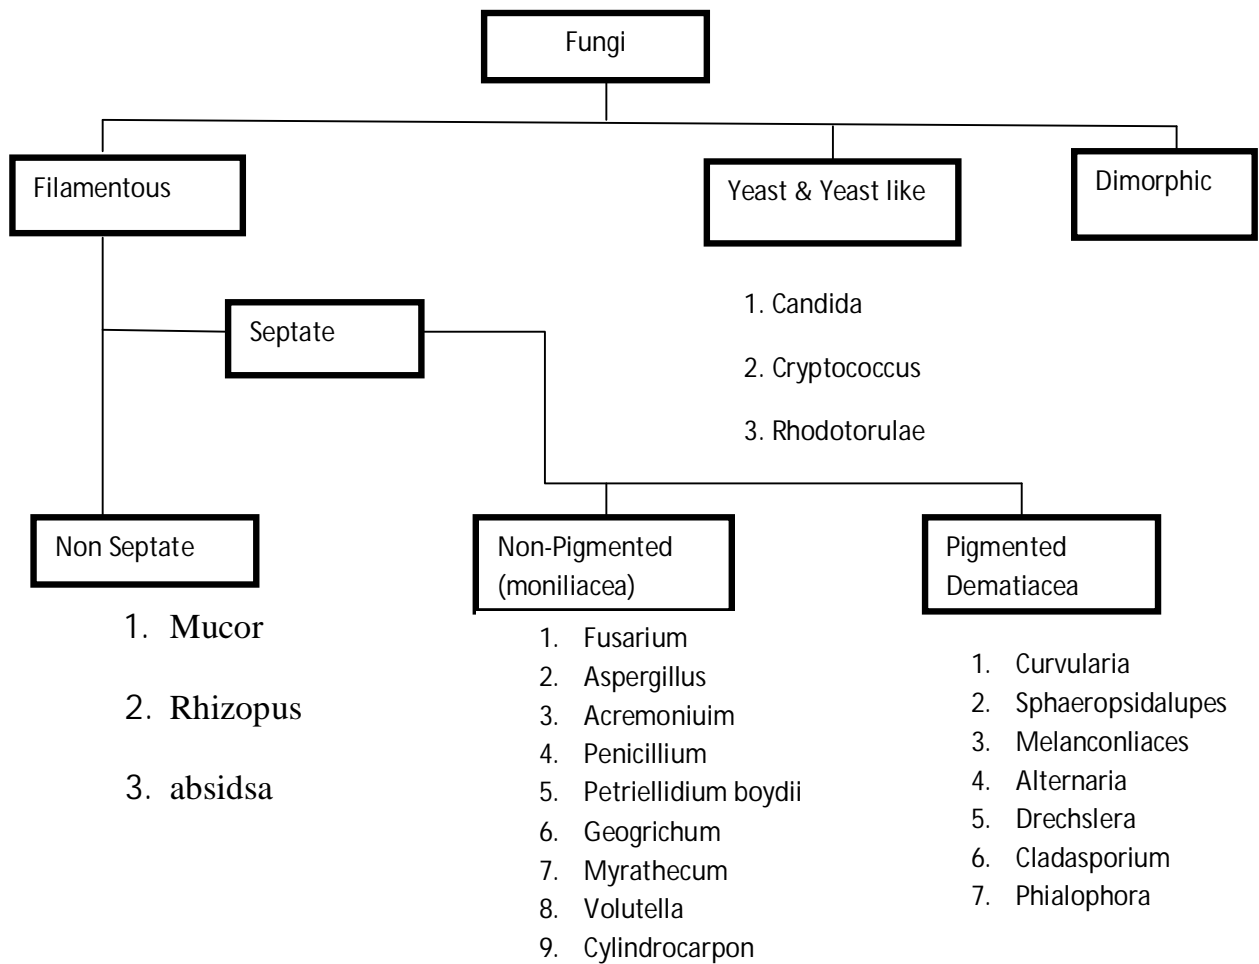 Fungi
Filamentous
Yeast & Yeast like
Dimorphic
1. Candida
2. Cryptococcus
3. Rhodotorulae
Septate
Non Septate
1. Mucor
2. Rhizopus
3. absidsa
Non-Pigmented
(moniliacea)
1. Fusarium
2. Aspergillus
3. Acremoniuim
4. Penicillium
5. Petriellidium boydii
6. Geogrichum
7. Myrathecum
8. Volutella
9. Cylindrocarpon
Pigmented
Dematiacea
1. Curvularia
2. Sphaeropsidalupes
3. Melanconliaces
4. Alternaria
5. Drechslera
6. Cladasporium
7. Phialophora